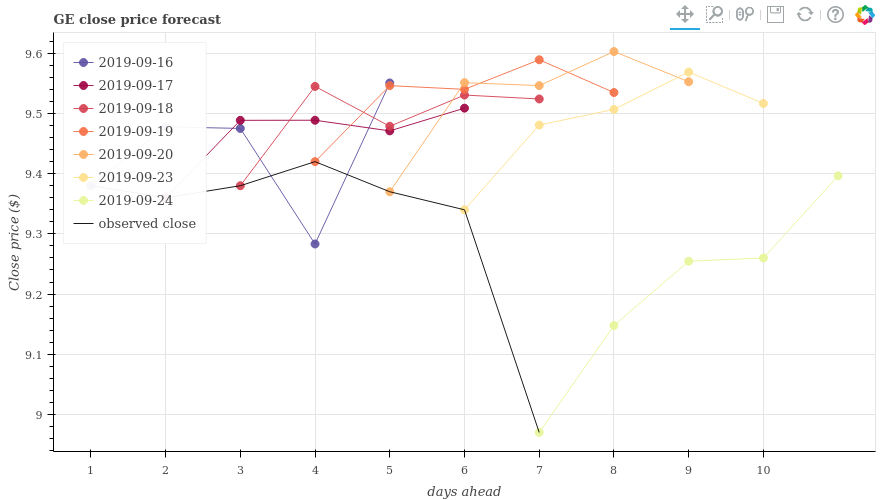 GE close price forecast
2019-09-16
2019-09-17
2019-09-18
2019-09-19
2019-09-20
2019-09-23
2019-09-24
observed close
Close price ($)
9.6
9.5
9.4
9.3
9.2
9.1
9
1 2 3 4 5 6 7 8 9 10
days ahead